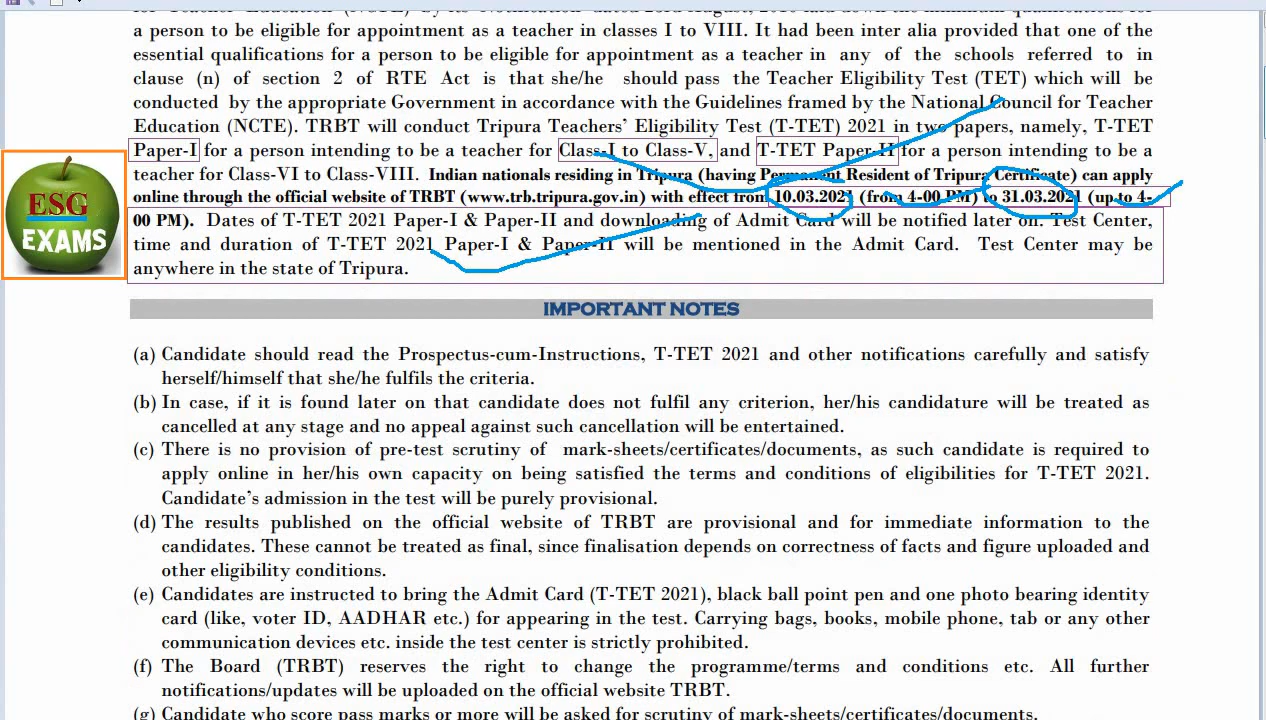 a person to be eligible for appointment as a teacher in classes I to VIII. It had been inter alia provided that one of the
essential qualifications for a person to be eligible for appointment as a teacher in any of the schools referred to in
clause (n) of section 2 of RTE Act is that she/he should pass the Teacher Eligibility Test (TET) which will be
conducted by the appropriate Government in accordance with the Guidelines framed by the National Council for Teacher
Education (NCTE). TRBT will conduct Tripura Teachers' Eligibility Test (T-TET) 2021 in two papers, namely, T-TET
Paper-I for a person intending to be a teacher for Class-I to Class-V, and T-TET Paper-II for a person intending to be a
teacher for Class-VI to Class-VIII. Indian nationals residing in Tripura (having Permanent Resident of Tripura Certificate) can apply
online through the official website of TRBT (www.trb.tripura.gov.in) with effect from 10.03.2021 (from 4-00 PM) to 31.03.2021 (up to 4-
00 PM). Dates of T-TET 2021 Paper-I & Paper-II and downloading of Admit Card will be notified later on. Test Center,
time and duration of T-TET 2021 Paper-I & Paper-II will be mentioned in the Admit Card. Test Center may be
anywhere in the state of Tripura.
ESG
EXAMS
IMPORTANT NOTES
(a) Candidate should read the Prospectus-cum-Instructions, T-TET 2021 and other notifications carefully and satisfy
herself/himself that she/he fulfils the criteria.
(b) In case, if it is found later on that candidate does not fulfil any criterion, her/his candidature will be treated as
cancelled at any stage and no appeal against such cancellation will be entertained.
(c) There is no provision of pre-test scrutiny of mark-sheets/certificates/documents, as such candidate is required to
apply online in her/his own capacity on being satisfied the terms and conditions of eligibilities for T-TET 2021.
Candidate's admission in the test will be purely provisional.
(d) The results published on the official website of TRBT are provisional and for immediate information to the
candidates. These cannot be treated as final, since finalisation depends on correctness of facts and figure uploaded and
other eligibility conditions.
(e) Candidates are instructed to bring the Admit Card (T-TET 2021), black ball point pen and one photo bearing identity
card (like, voter ID, AADHAR etc.) for appearing in the test. Carrying bags, books, mobile phone, tab or any other
communication devices etc. inside the test center is strictly prohibited.
(f) The Board (TRBT) reserves the right to change the programme/terms and conditions etc. All further
notifications/updates will be uploaded on the official website TRBT.
(g) Candidate who score pass marks or more will be asked for scrutiny of mark-sheets/certificates/documents.